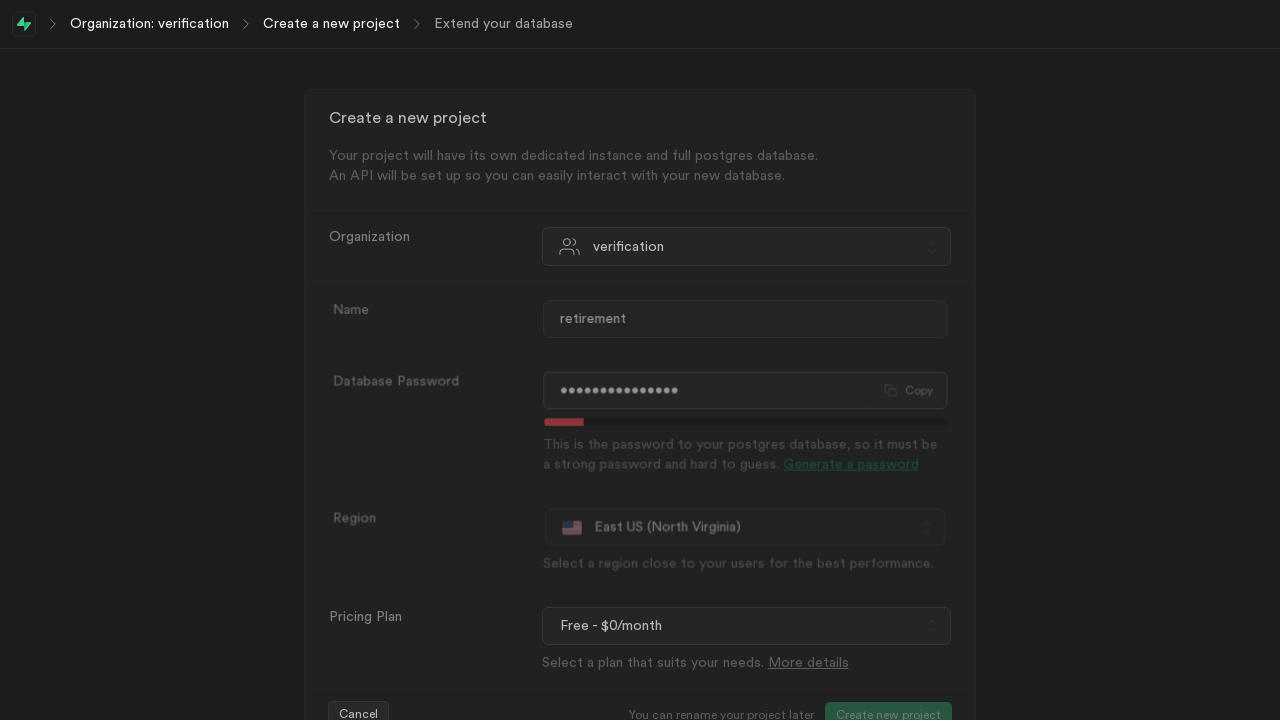 Organization: verification
Create a new project
Extend your database
Create a new project
Your project will have its own dedicated instance and full postgres database.
An API will be set up so you can easily interact with your new database.
Organization
verification
Name
retirement
Database Password
•••••••••••••••
Copy
This is the password to your postgres database, so it must be
a strong password and hard to guess. Generate a password
Region
East US (North Virginia)
Select a region close to your users for the best performance.
Pricing Plan
Free - $0/month
Select a plan that suits your needs. More details
Cancel
You can rename your project later
Create new project